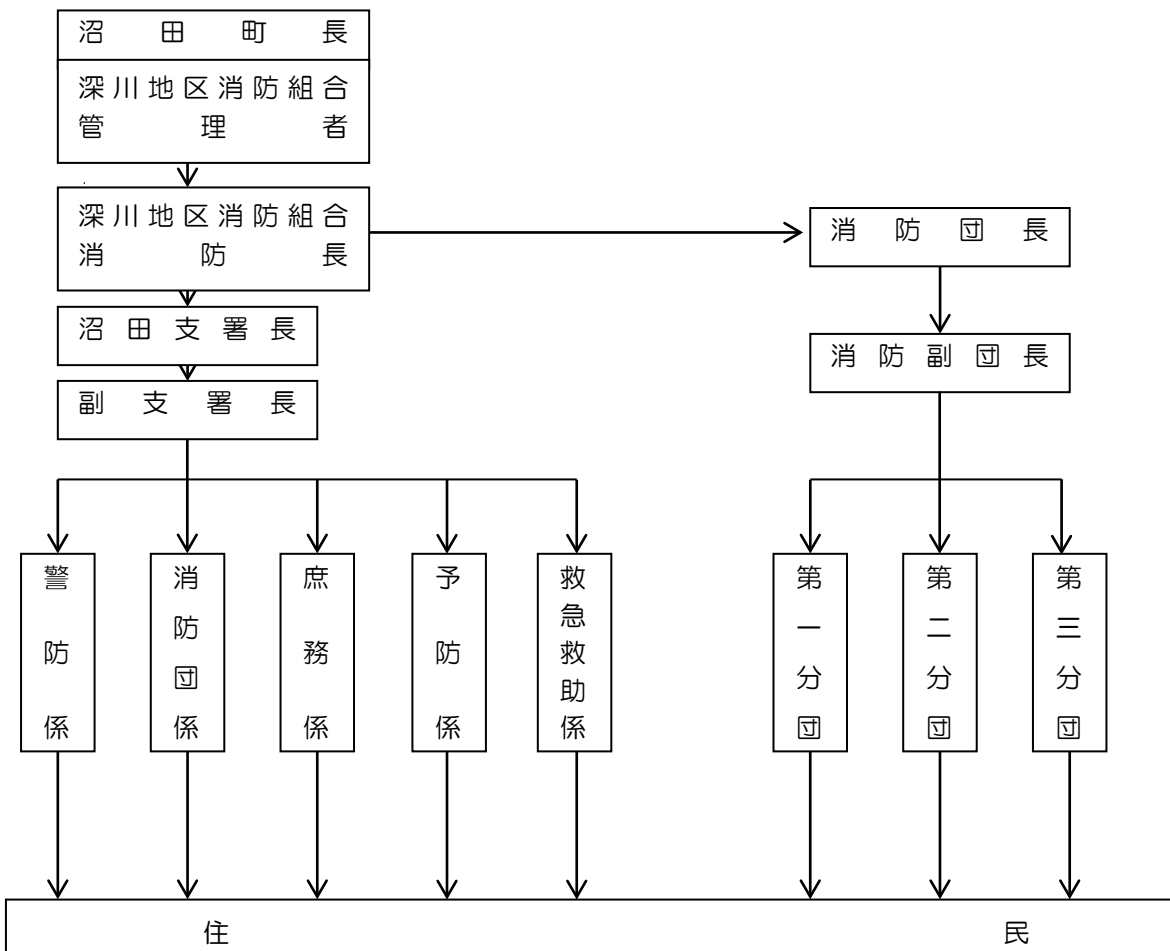 沼田町長
深川地区消防組合
管理者
深川地区消防組合
消防長
消防団長
沼田支署長
消防副団長
副支署長
警防係
消防団係
庶務係
予防係
救急救助係
第一分団
第二分団
第三分団
住民